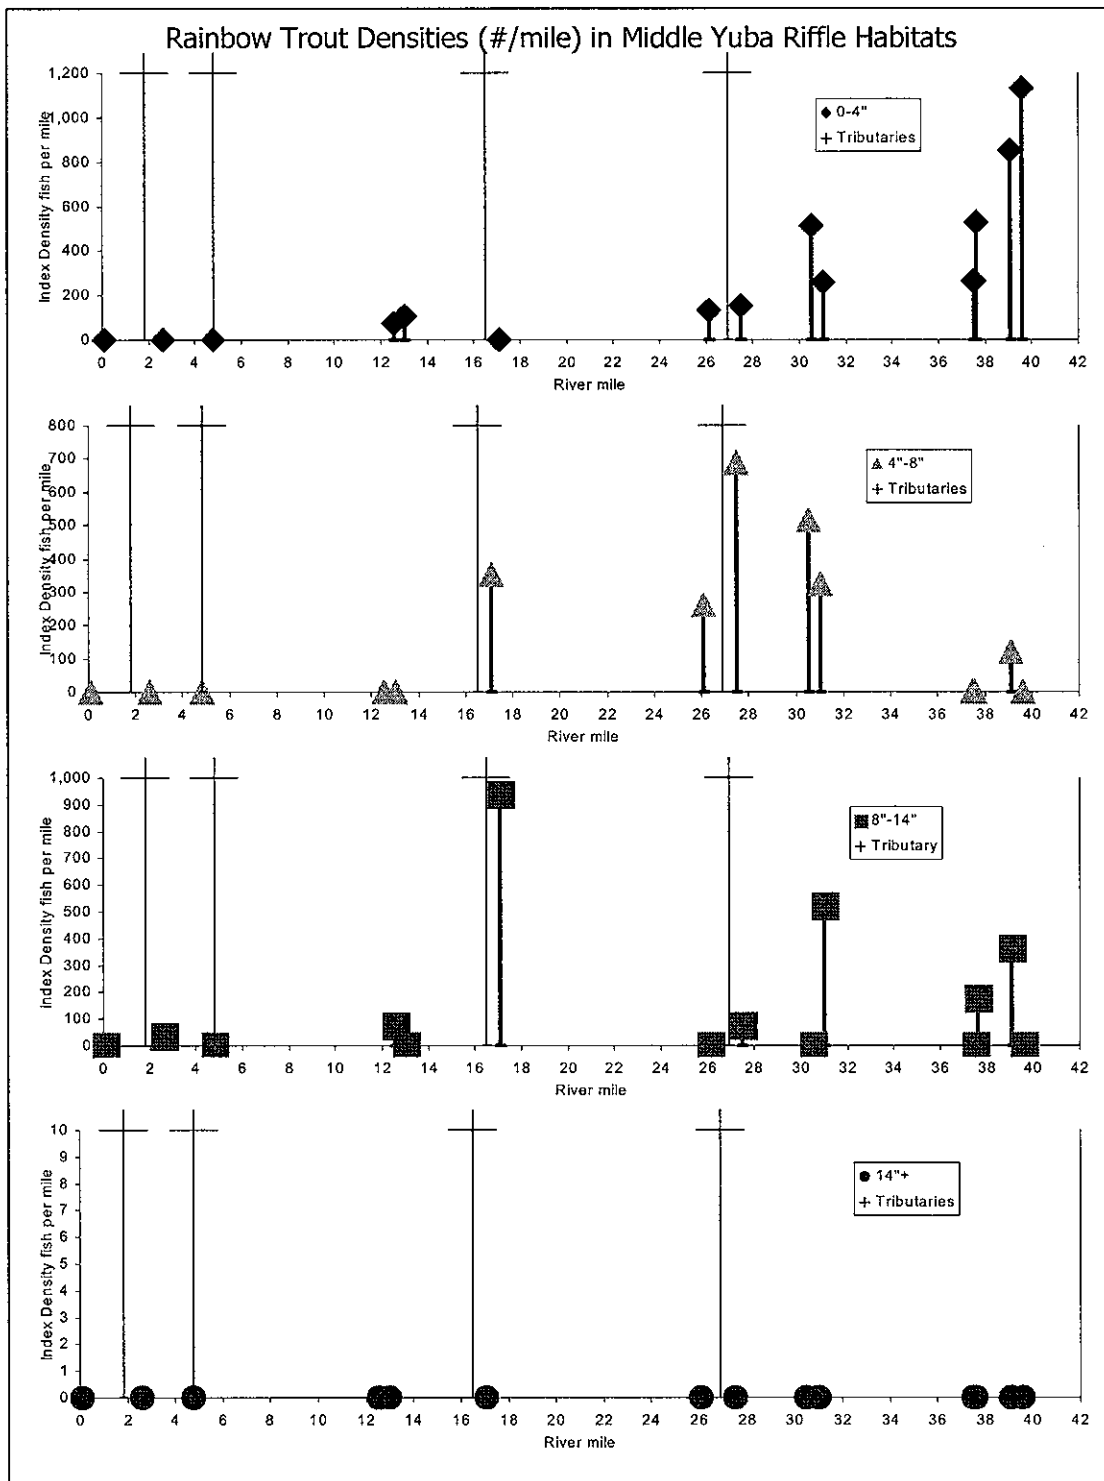 Rainbow Trout Densities (#/mile) in Middle Yuba Riffle Habitats
Index Density fish per mile
1,200
1,000
800
600
400
200
0
0-4"
Tributaries
0 2 4 6 8 10 12 14 16 18 20 22 24 26 28 30 32 34 36 38 40 42
River mile
Index Density fish per mile
800
700
600
500
400
300
200
100
0
4"-8"
Tributaries
0 2 4 6 8 10 12 14 16 18 20 22 24 26 28 30 32 34 36 38 40 42
River mile
Index Density fish per mile
1,000
900
800
700
600
500
400
300
200
100
0
8"-14"
Tributary
0 2 4 6 8 10 12 14 16 18 20 22 24 26 28 30 32 34 36 38 40 42
River mile
Index Density fish per mile
10
9
8
7
6
5
4
3
2
1
0
14"+
Tributaries
0 2 4 6 8 10 12 14 16 18 20 22 24 26 28 30 32 34 36 38 40 42
River mile